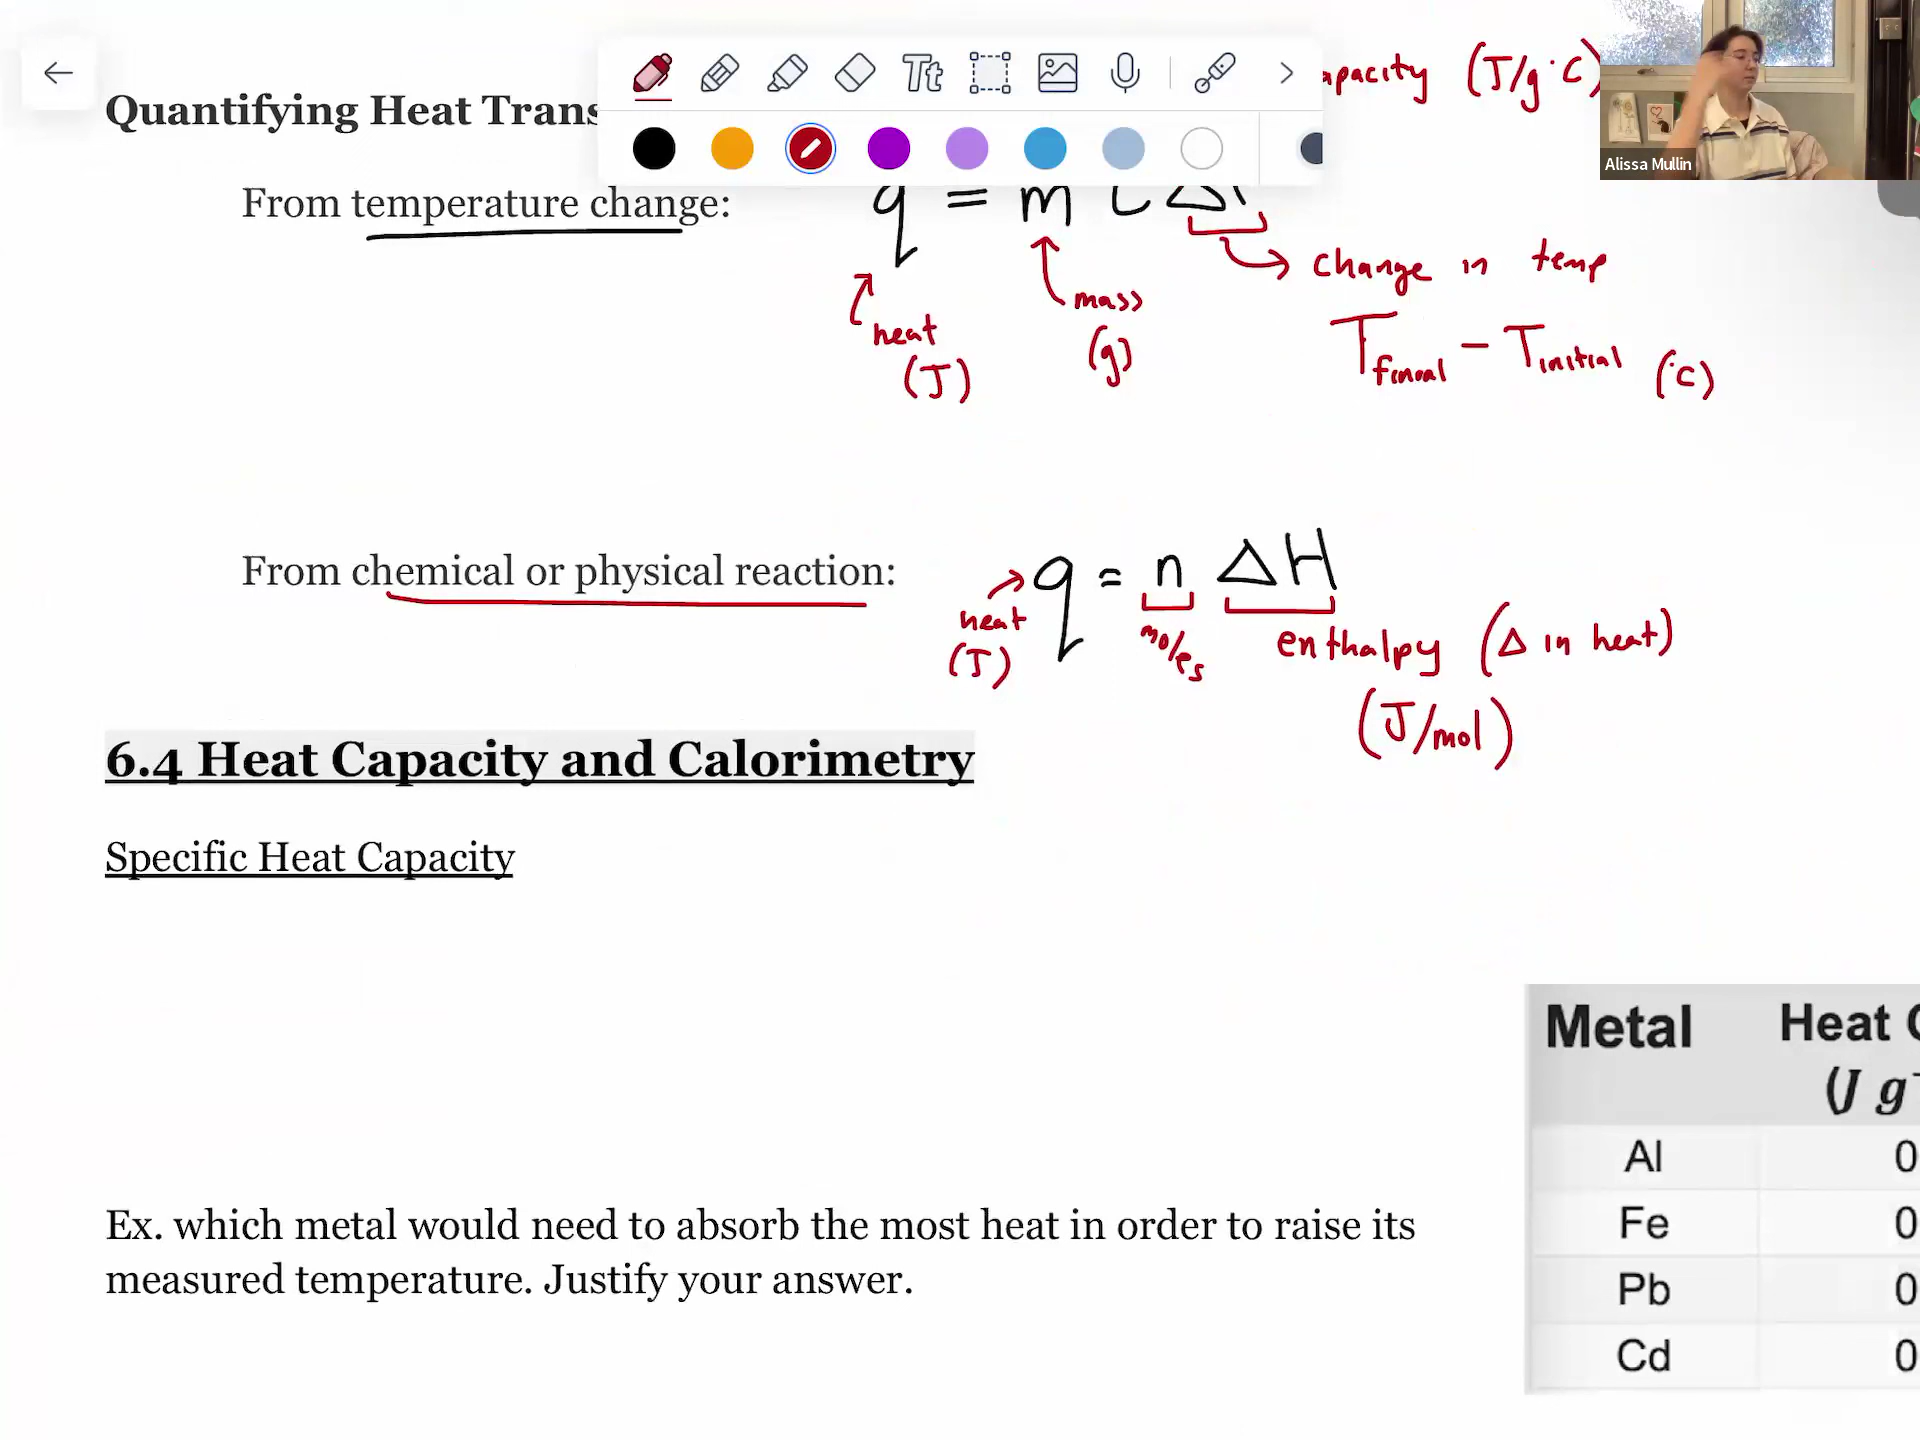 Quantifying Heat Trans
Tt
apacity (J/g·°C)
Alissa Mullin
From temperature change:
q = m C ΔT
change in temp
mass
heat
(g)
(J)
Tfinal - Tinitial (°C)
From chemical or physical reaction:
q = n ΔH
heat
(J)
moles
enthalpy (Δ in heat)
(J/mol)
6.4 Heat Capacity and Calorimetry
Specific Heat Capacity
Metal Heat C
(J g
Al 0
Fe 0
Pb 0
Cd 0
Ex. which metal would need to absorb the most heat in order to raise its
measured temperature. Justify your answer.